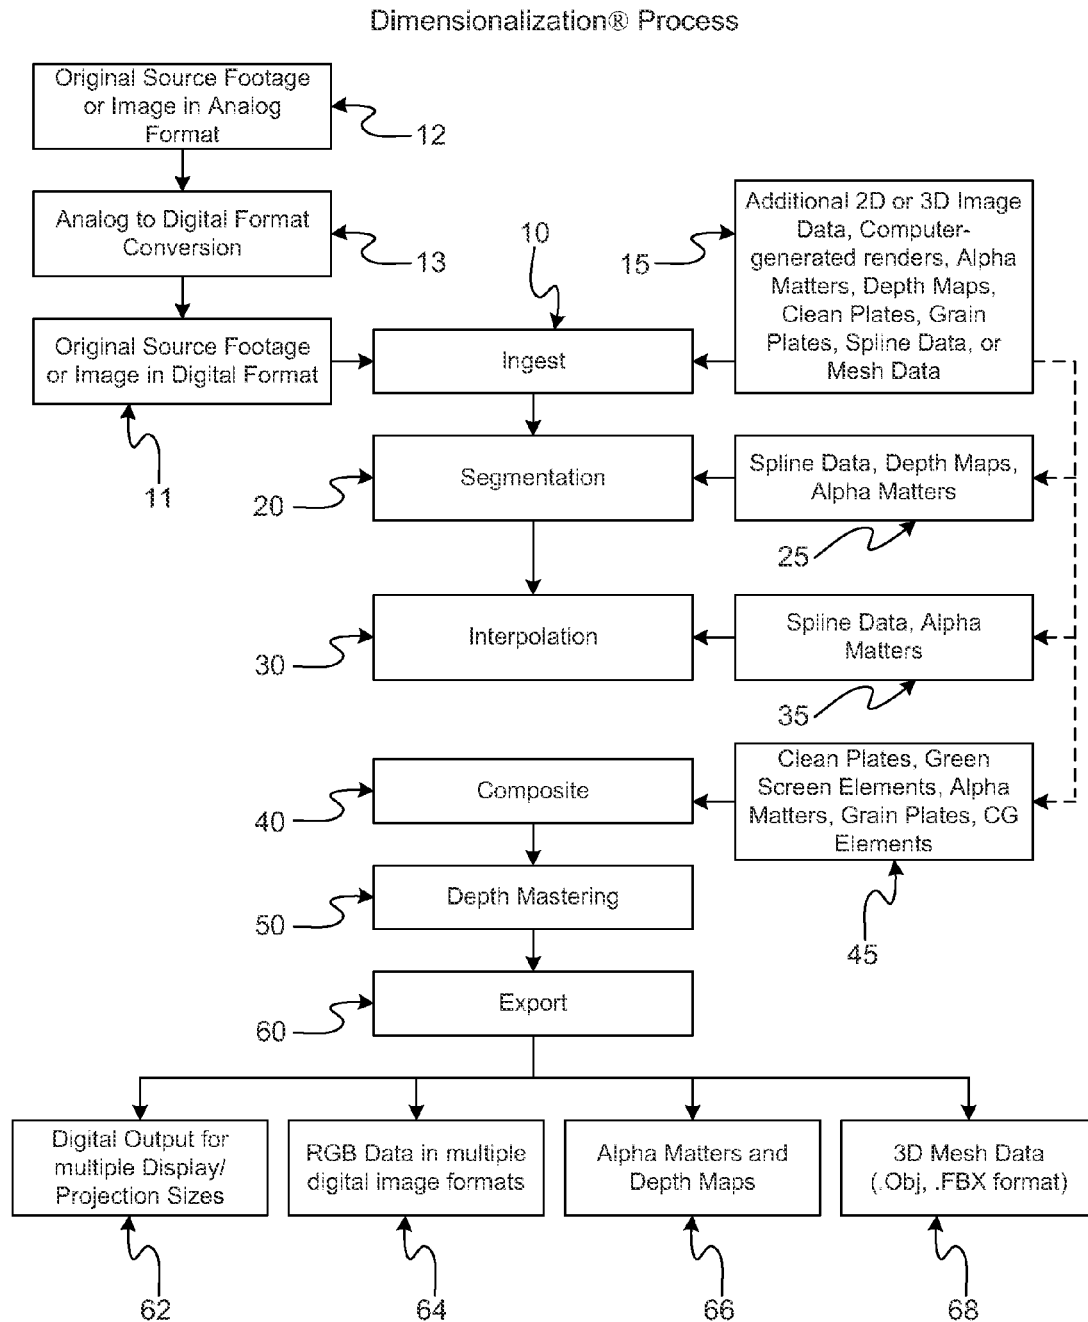 Dimensionalization® Process
Original Source Footage
or Image in Analog
Format
12
Analog to Digital Format
Conversion
13
10
15
Additional 2D or 3D Image
Data, Computer-
generated renders, Alpha
Matters, Depth Maps,
Clean Plates, Grain
Plates, Spline Data, or
Mesh Data
Original Source Footage
or Image in Digital Format
11
Ingest
Segmentation
20
Spline Data, Depth Maps,
Alpha Matters
25
Interpolation
30
Spline Data, Alpha
Matters
35
Composite
40
Clean Plates, Green
Screen Elements, Alpha
Matters, Grain Plates, CG
Elements
45
Depth Mastering
50
Export
60
Digital Output for
multiple Display/
Projection Sizes
62
RGB Data in multiple
digital image formats
64
Alpha Matters and
Depth Maps
66
3D Mesh Data
(.Obj, .FBX format)
68